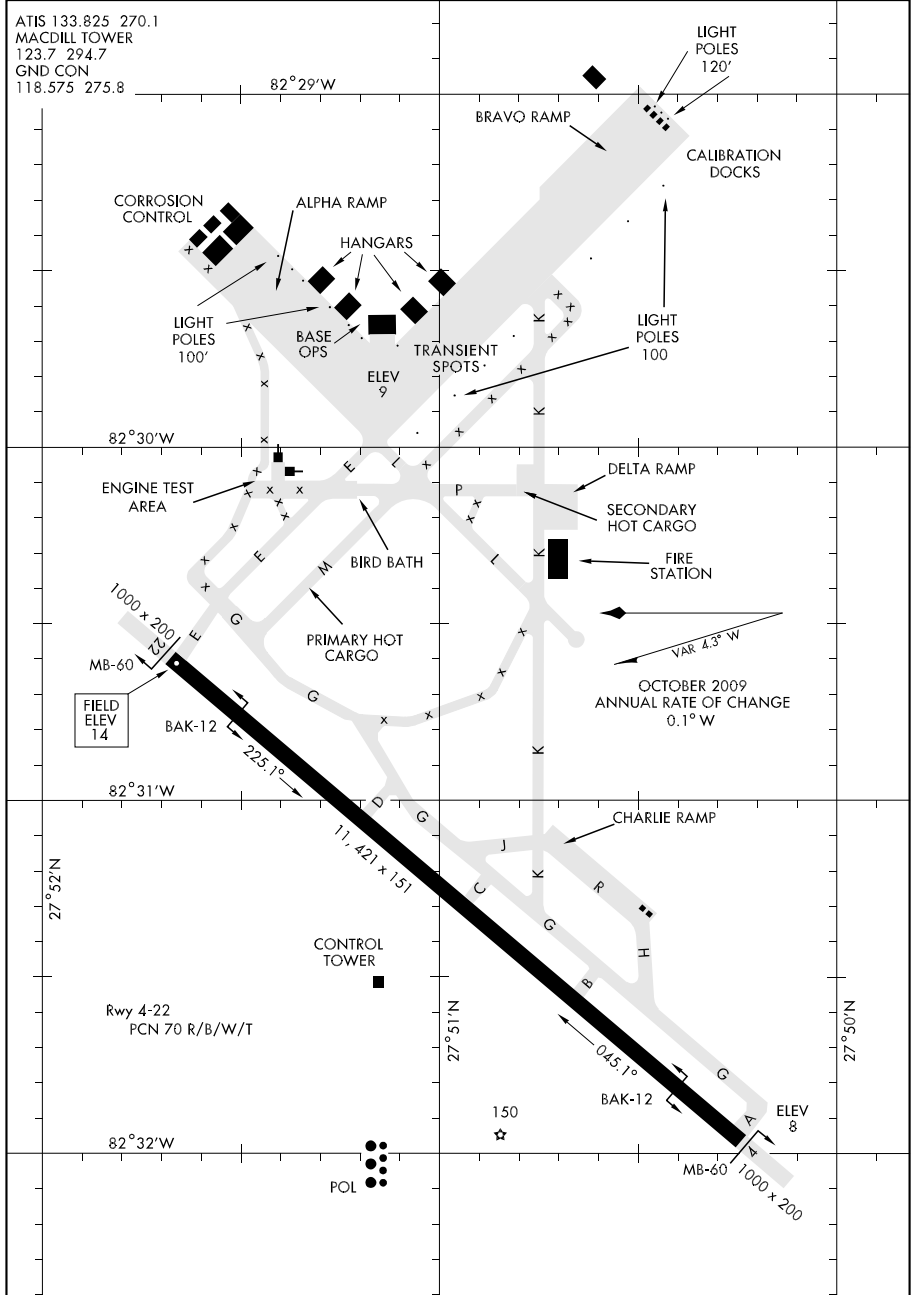 ATIS 133.825 270.1
MACDILL TOWER
123.7 294.7
GND CON
118.575 275.8
82°29'W
LIGHT
POLES
120'
BRAVO RAMP
CALIBRATION
DOCKS
CORROSION
CONTROL
ALPHA RAMP
HANGARS
LIGHT
POLES
100'
BASE
OPS
TRANSIENT
SPOTS
ELEV
9
LIGHT
POLES
100
K
K
82°30'W
E
L
P
DELTA RAMP
ENGINE TEST
AREA
SECONDARY
HOT CARGO
BIRD BATH
E
M
L
K
FIRE
STATION
1000 x 200
22
E
G
PRIMARY HOT
CARGO
MB-60
VAR 4.3° W
FIELD
ELEV
14
G
OCTOBER 2009
ANNUAL RATE OF CHANGE
0.1° W
BAK-12
225.1°
K
82°31'W
D
G
CHARLIE RAMP
11, 421 x 151
J
C
K
R
27°52'N
G
H
CONTROL
TOWER
B
Rwy 4-22
PCN 70 R/B/W/T
27°51'N
27°50'N
045.1°
G
BAK-12
A
ELEV
8
150
82°32'W
4
MB-60
1000 x 200
POL